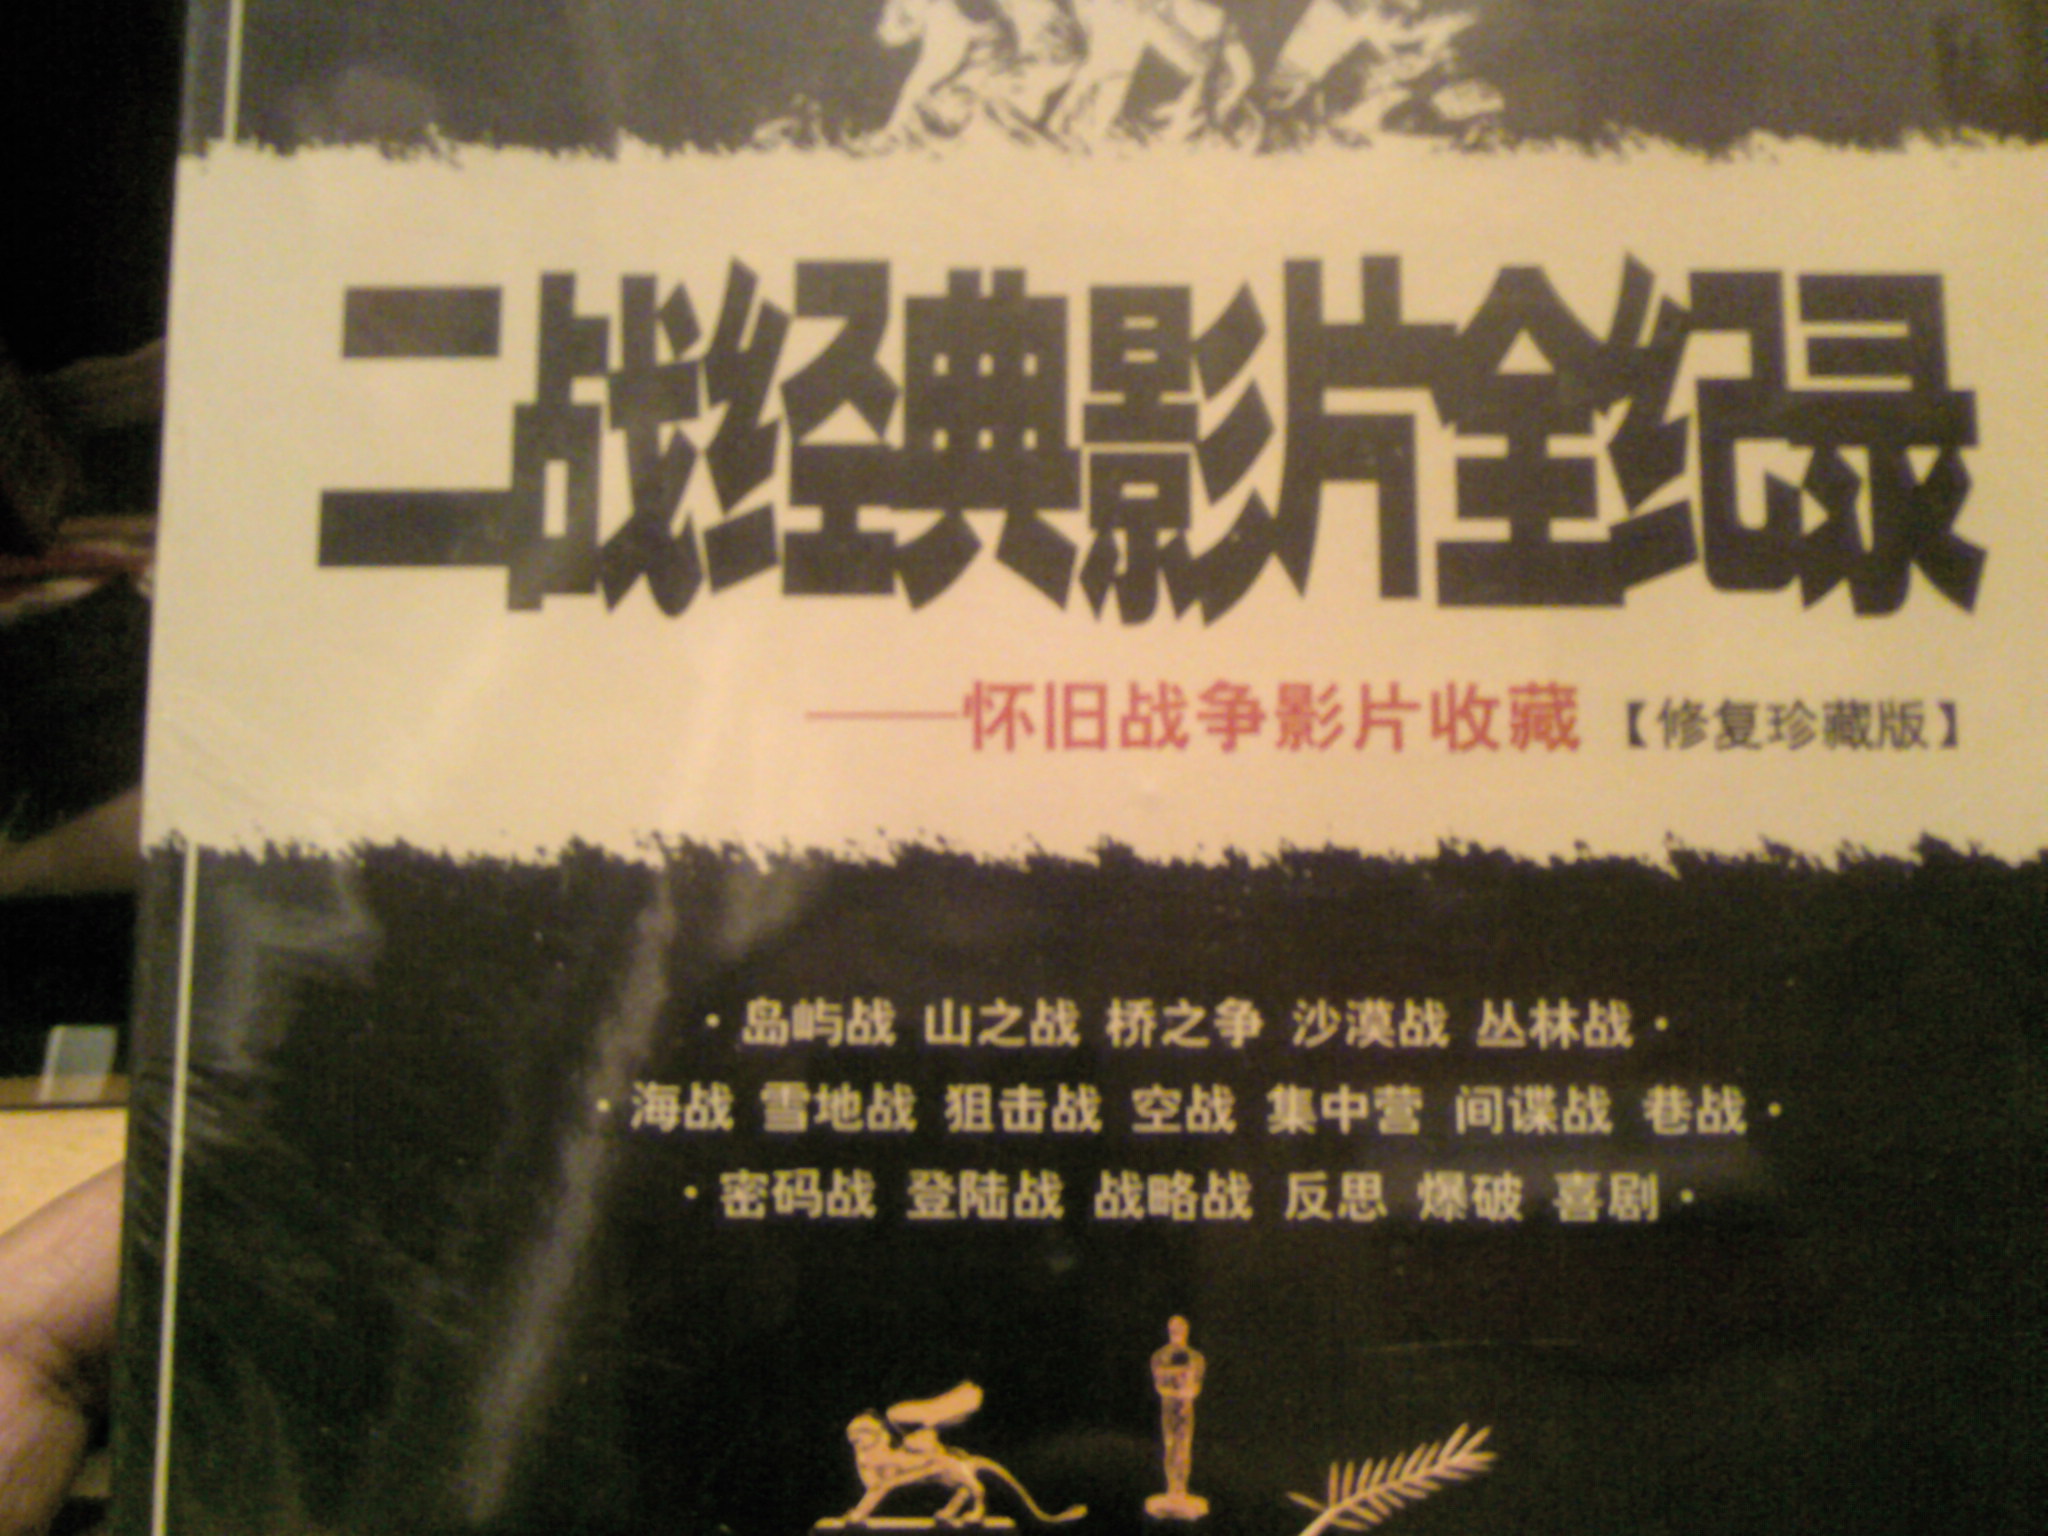 二战经典影片全纪录
——怀旧战争影片收藏【修复珍藏版】
·岛屿战 山之战 桥之争 沙漠战 丛林战·
·海战 雪地战 狙击战 空战 集中营 间谍战 巷战·
·密码战 登陆战 战略战 反思 爆破 喜剧·